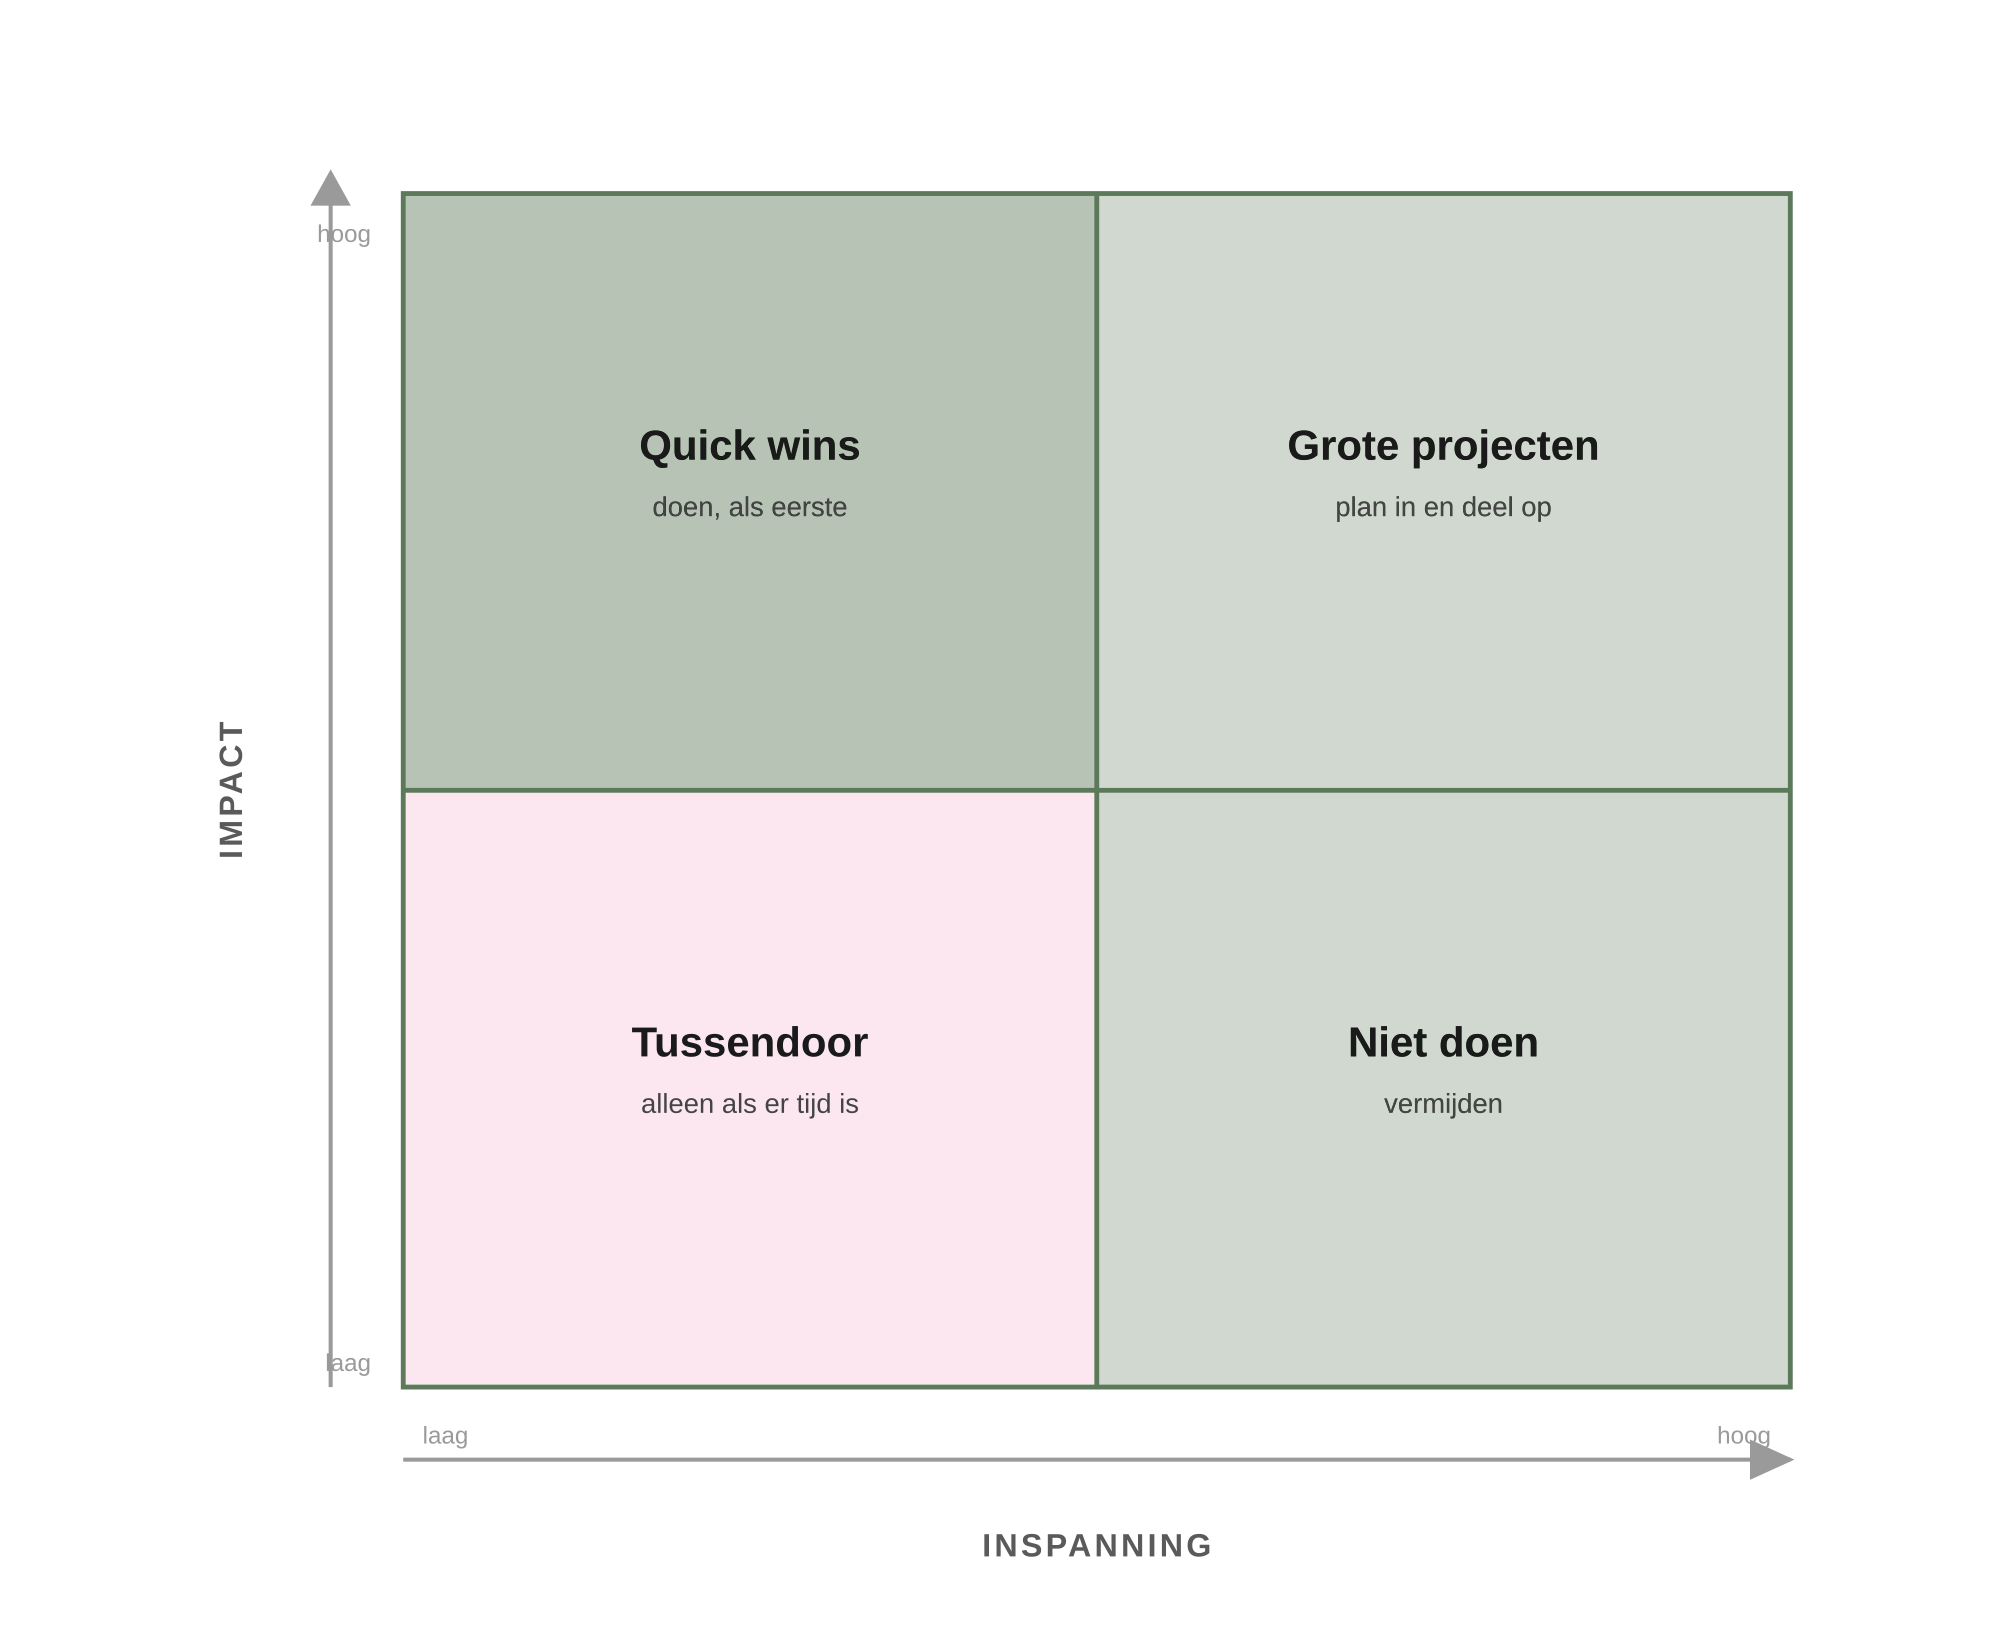 hoog
Quick wins
doen, als eerste
Grote projecten
plan in en deel op
IMPACT
Tussendoor
alleen als er tijd is
Niet doen
vermijden
laag
laag
hoog
INSPANNING